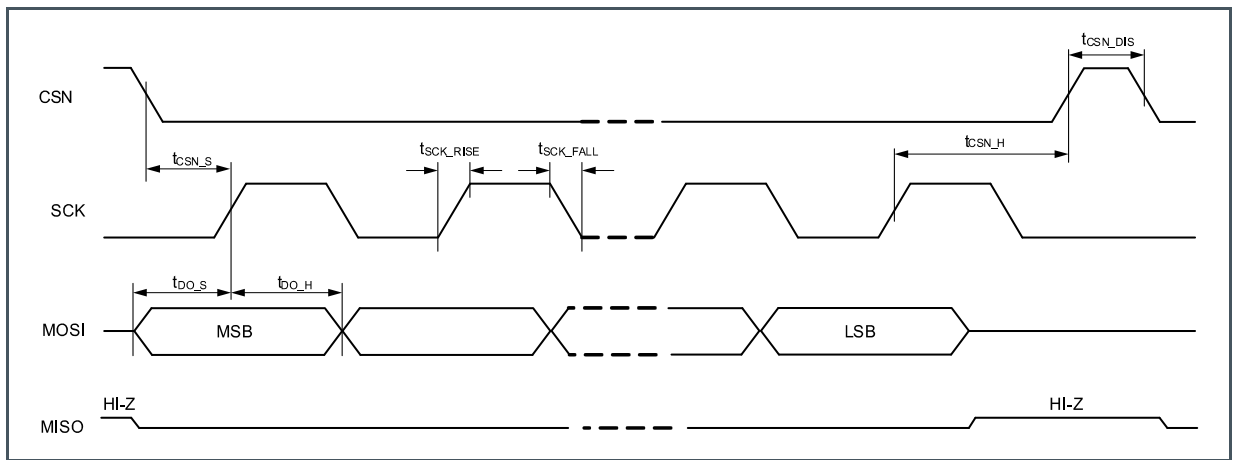 tCSN_DIS
CSN
tCSN_S
tSCK_RISE
tSCK_FALL
tCSN_H
SCK
tDO_S
tDO_H
MOSI
MSB
LSB
HI-Z
HI-Z
MISO